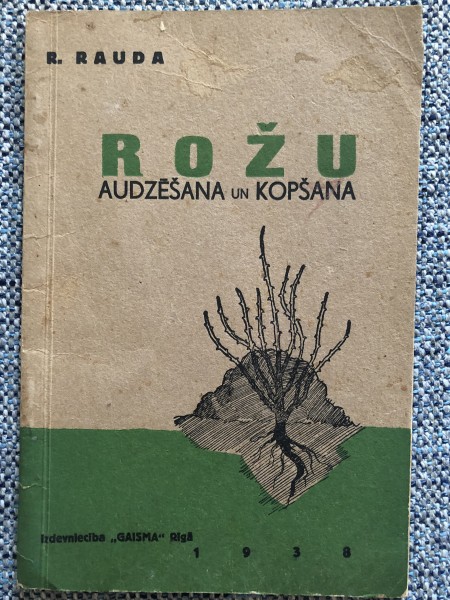 R. RAUDA
ROŽU
AUDZĒŠANA UN KOPŠANA
Izdevniecība „GAISMA" Rīgā
1938